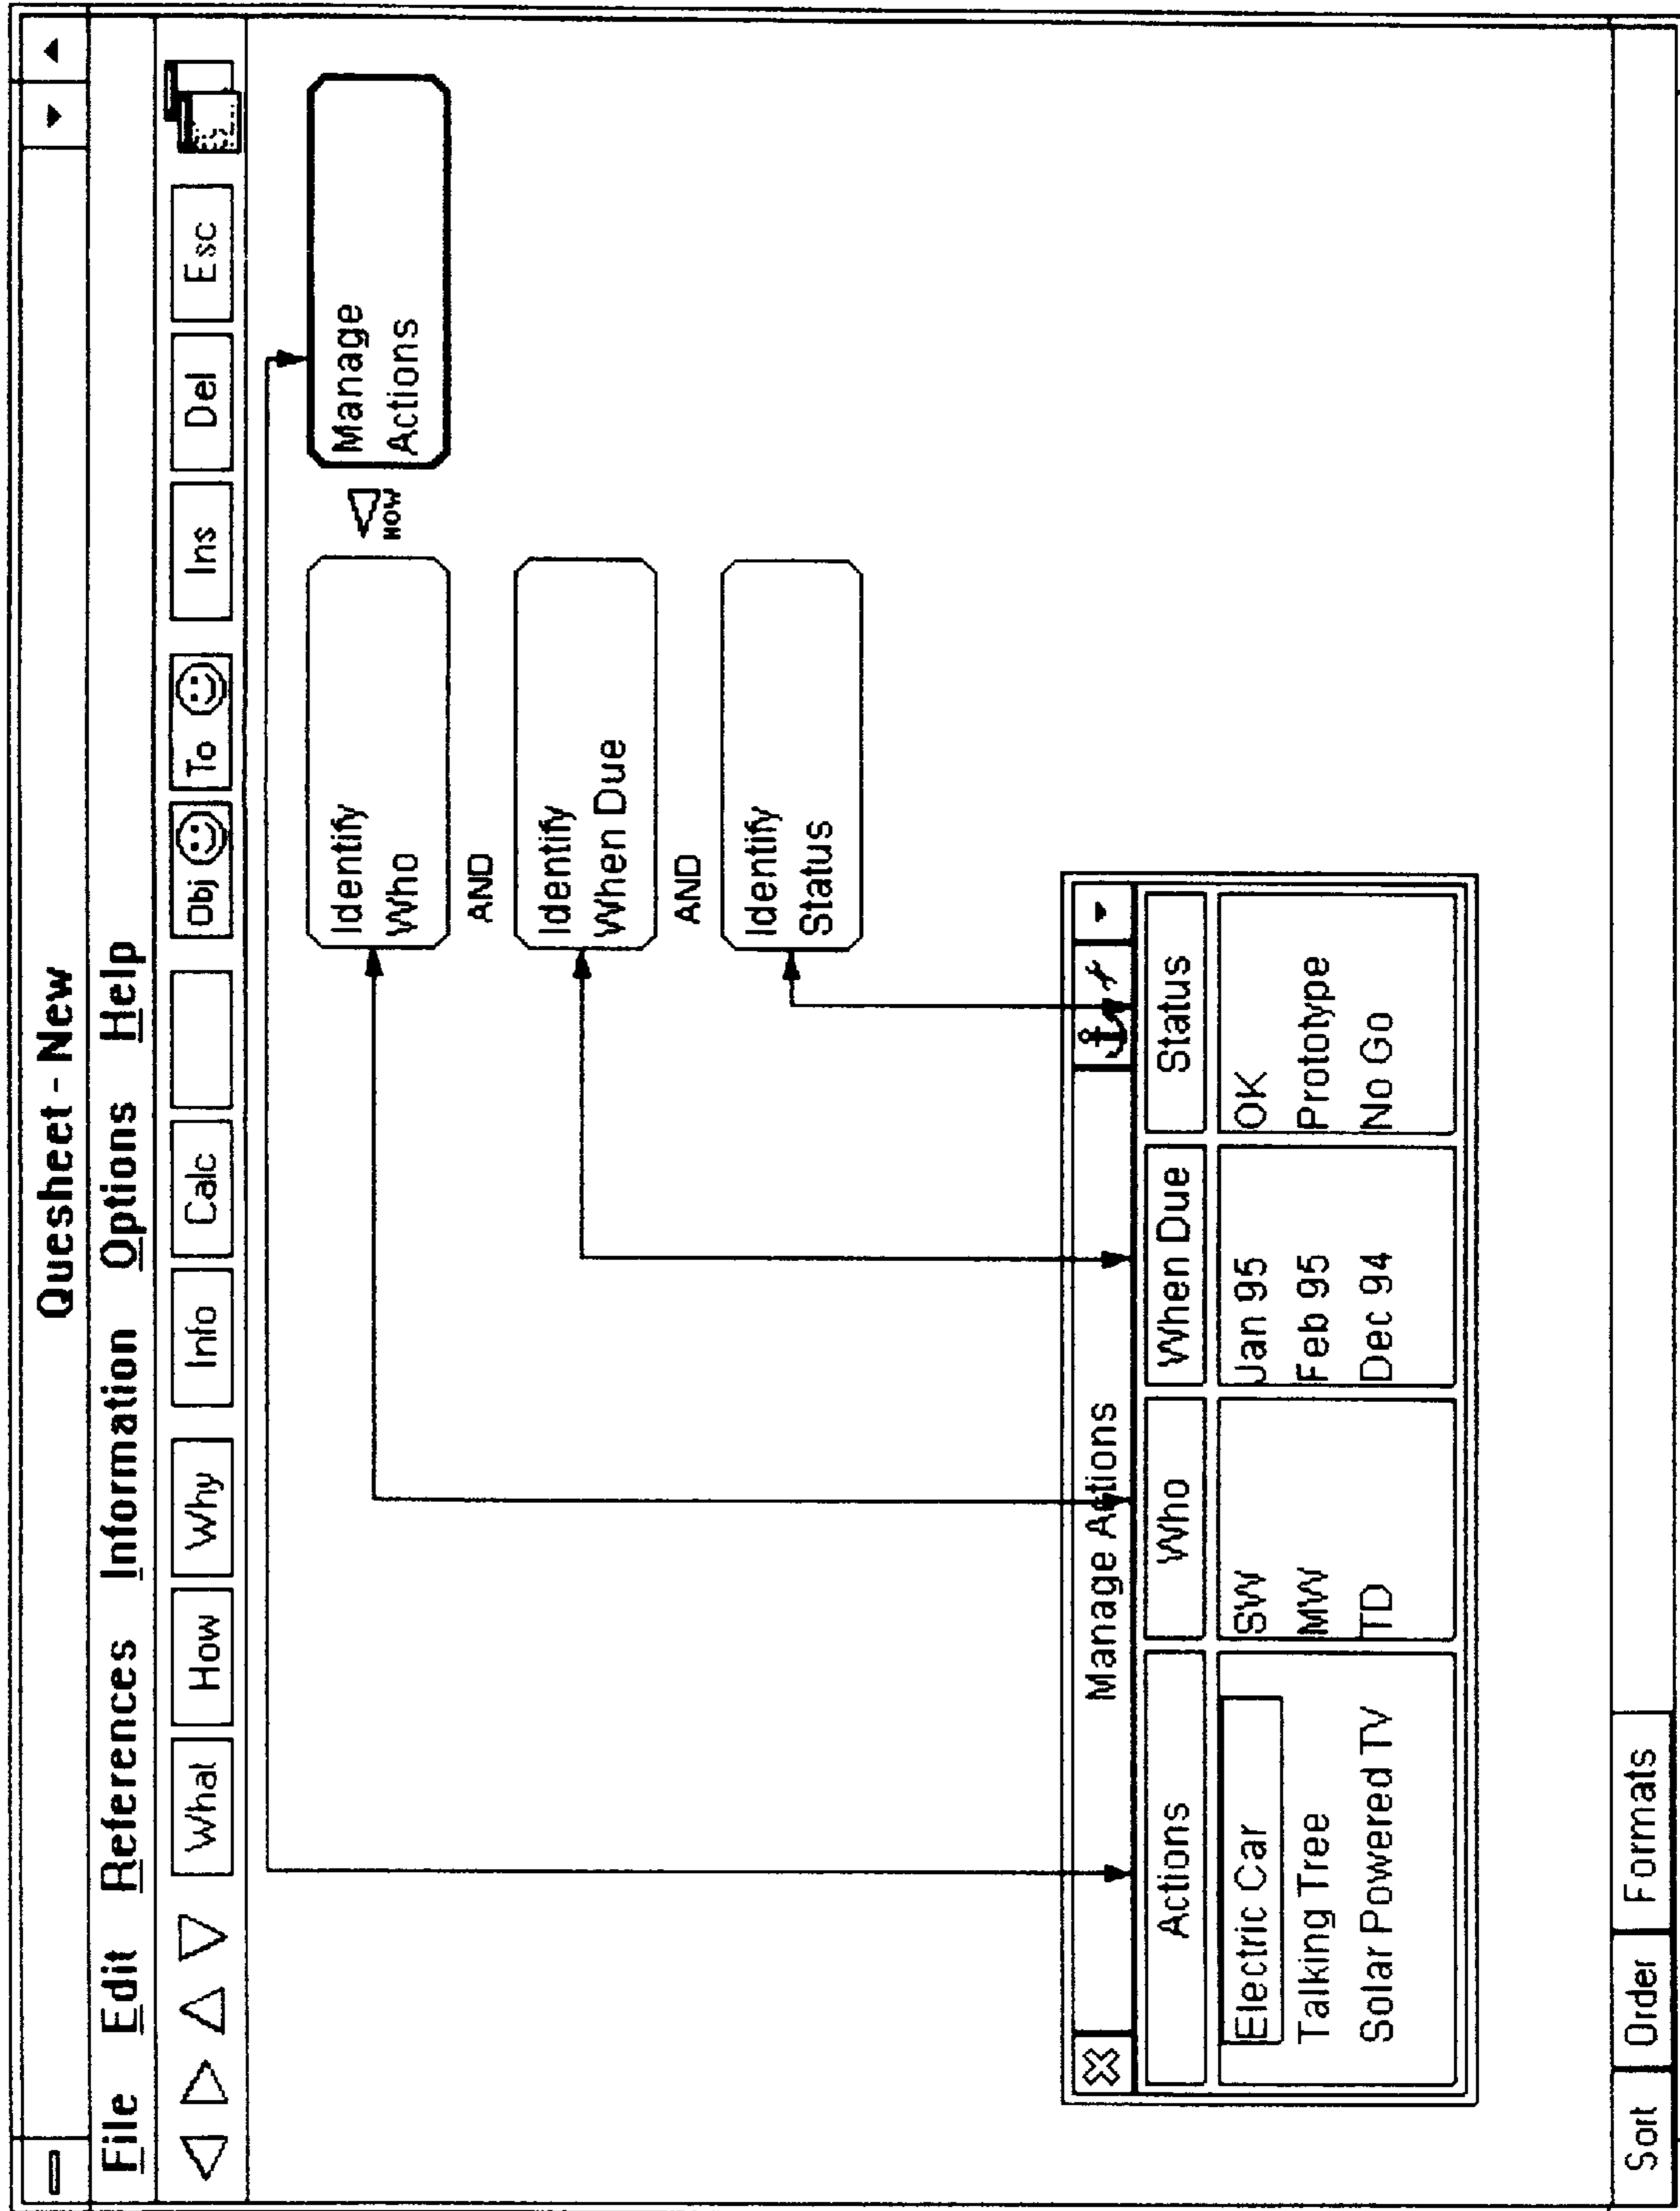 Quesheet - New
File Edit References Information Options Help
What How Why Info Calc Obj To Ins Del Esc
Identify
Who
HOW
Manage
Actions
AND
Identify
When Due
AND
Identify
Status
Manage Actions
Actions Who When Due Status
Electric Car SW Jan 95 OK
Talking Tree MW Feb 95 Prototype
Solar Powered TV TD Dec 94 No Go
Sort Order Formats